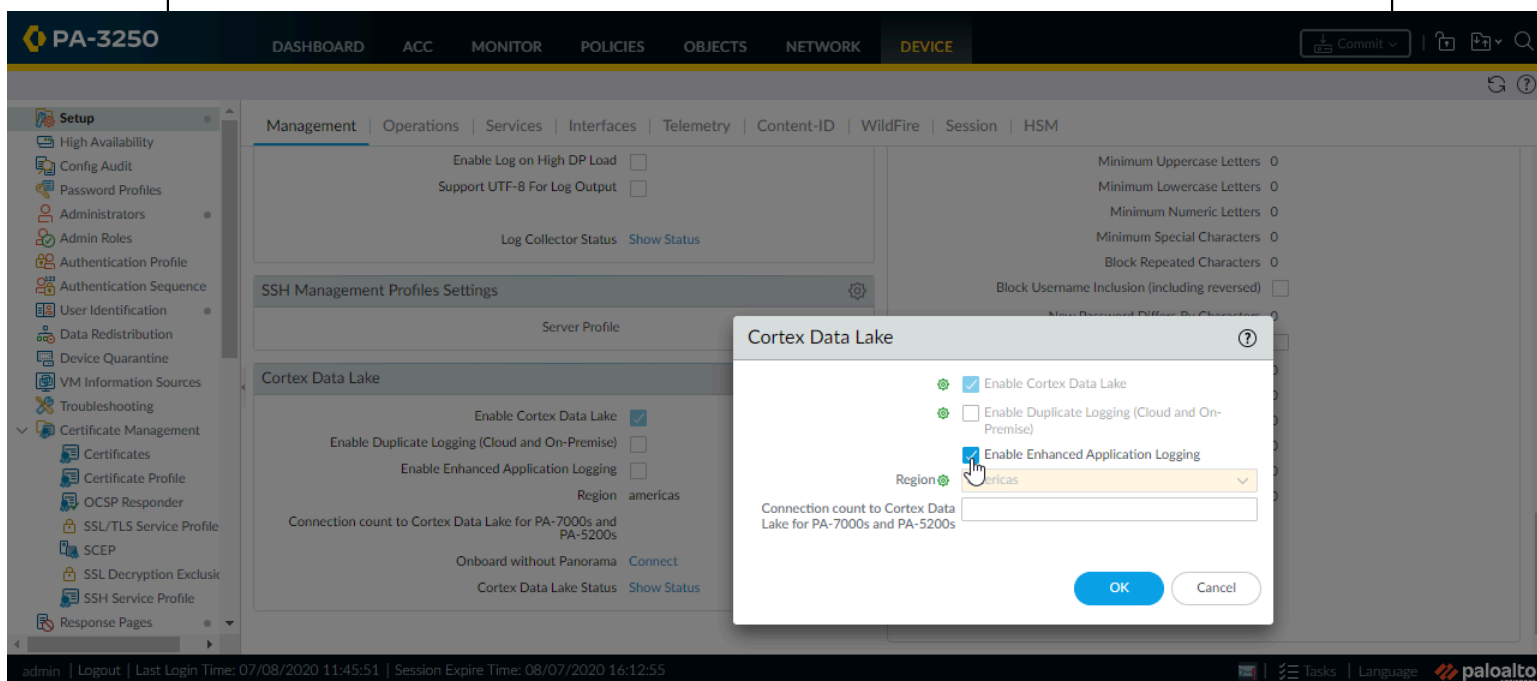 PA-3250
DASHBOARD ACC MONITOR POLICIES OBJECTS NETWORK DEVICE
Commit
Setup
High Availability
Config Audit
Password Profiles
Administrators
Admin Roles
Authentication Profile
Authentication Sequence
User Identification
Data Redistribution
Device Quarantine
VM Information Sources
Troubleshooting
Certificate Management
Certificates
Certificate Profile
OCSP Responder
SSL/TLS Service Profile
SCEP
SSL Decryption Exclusio
SSH Service Profile
Response Pages
Management | Operations | Services | Interfaces | Telemetry | Content-ID | WildFire | Session | HSM
Enable Log on High DP Load
Support UTF-8 For Log Output
Log Collector Status Show Status
SSH Management Profiles Settings
Server Profile
Cortex Data Lake
Enable Cortex Data Lake
Enable Duplicate Logging (Cloud and On-Premise)
Enable Enhanced Application Logging
Region americas
Connection count to Cortex Data Lake for PA-7000s and
PA-5200s
Onboard without Panorama Connect
Cortex Data Lake Status Show Status
Minimum Uppercase Letters 0
Minimum Lowercase Letters 0
Minimum Numeric Letters 0
Minimum Special Characters 0
Block Repeated Characters 0
Block Username Inclusion (including reversed)
New Password Differs By Characters 0
Cortex Data Lake
Enable Cortex Data Lake
Enable Duplicate Logging (Cloud and On-
Premise)
Enable Enhanced Application Logging
Region
Connection count to Cortex Data
Lake for PA-7000s and PA-5200s
OK Cancel
admin | Logout | Last Login Time: 07/08/2020 11:45:51 | Session Expire Time: 08/07/2020 16:12:55
Tasks | Language paloalto